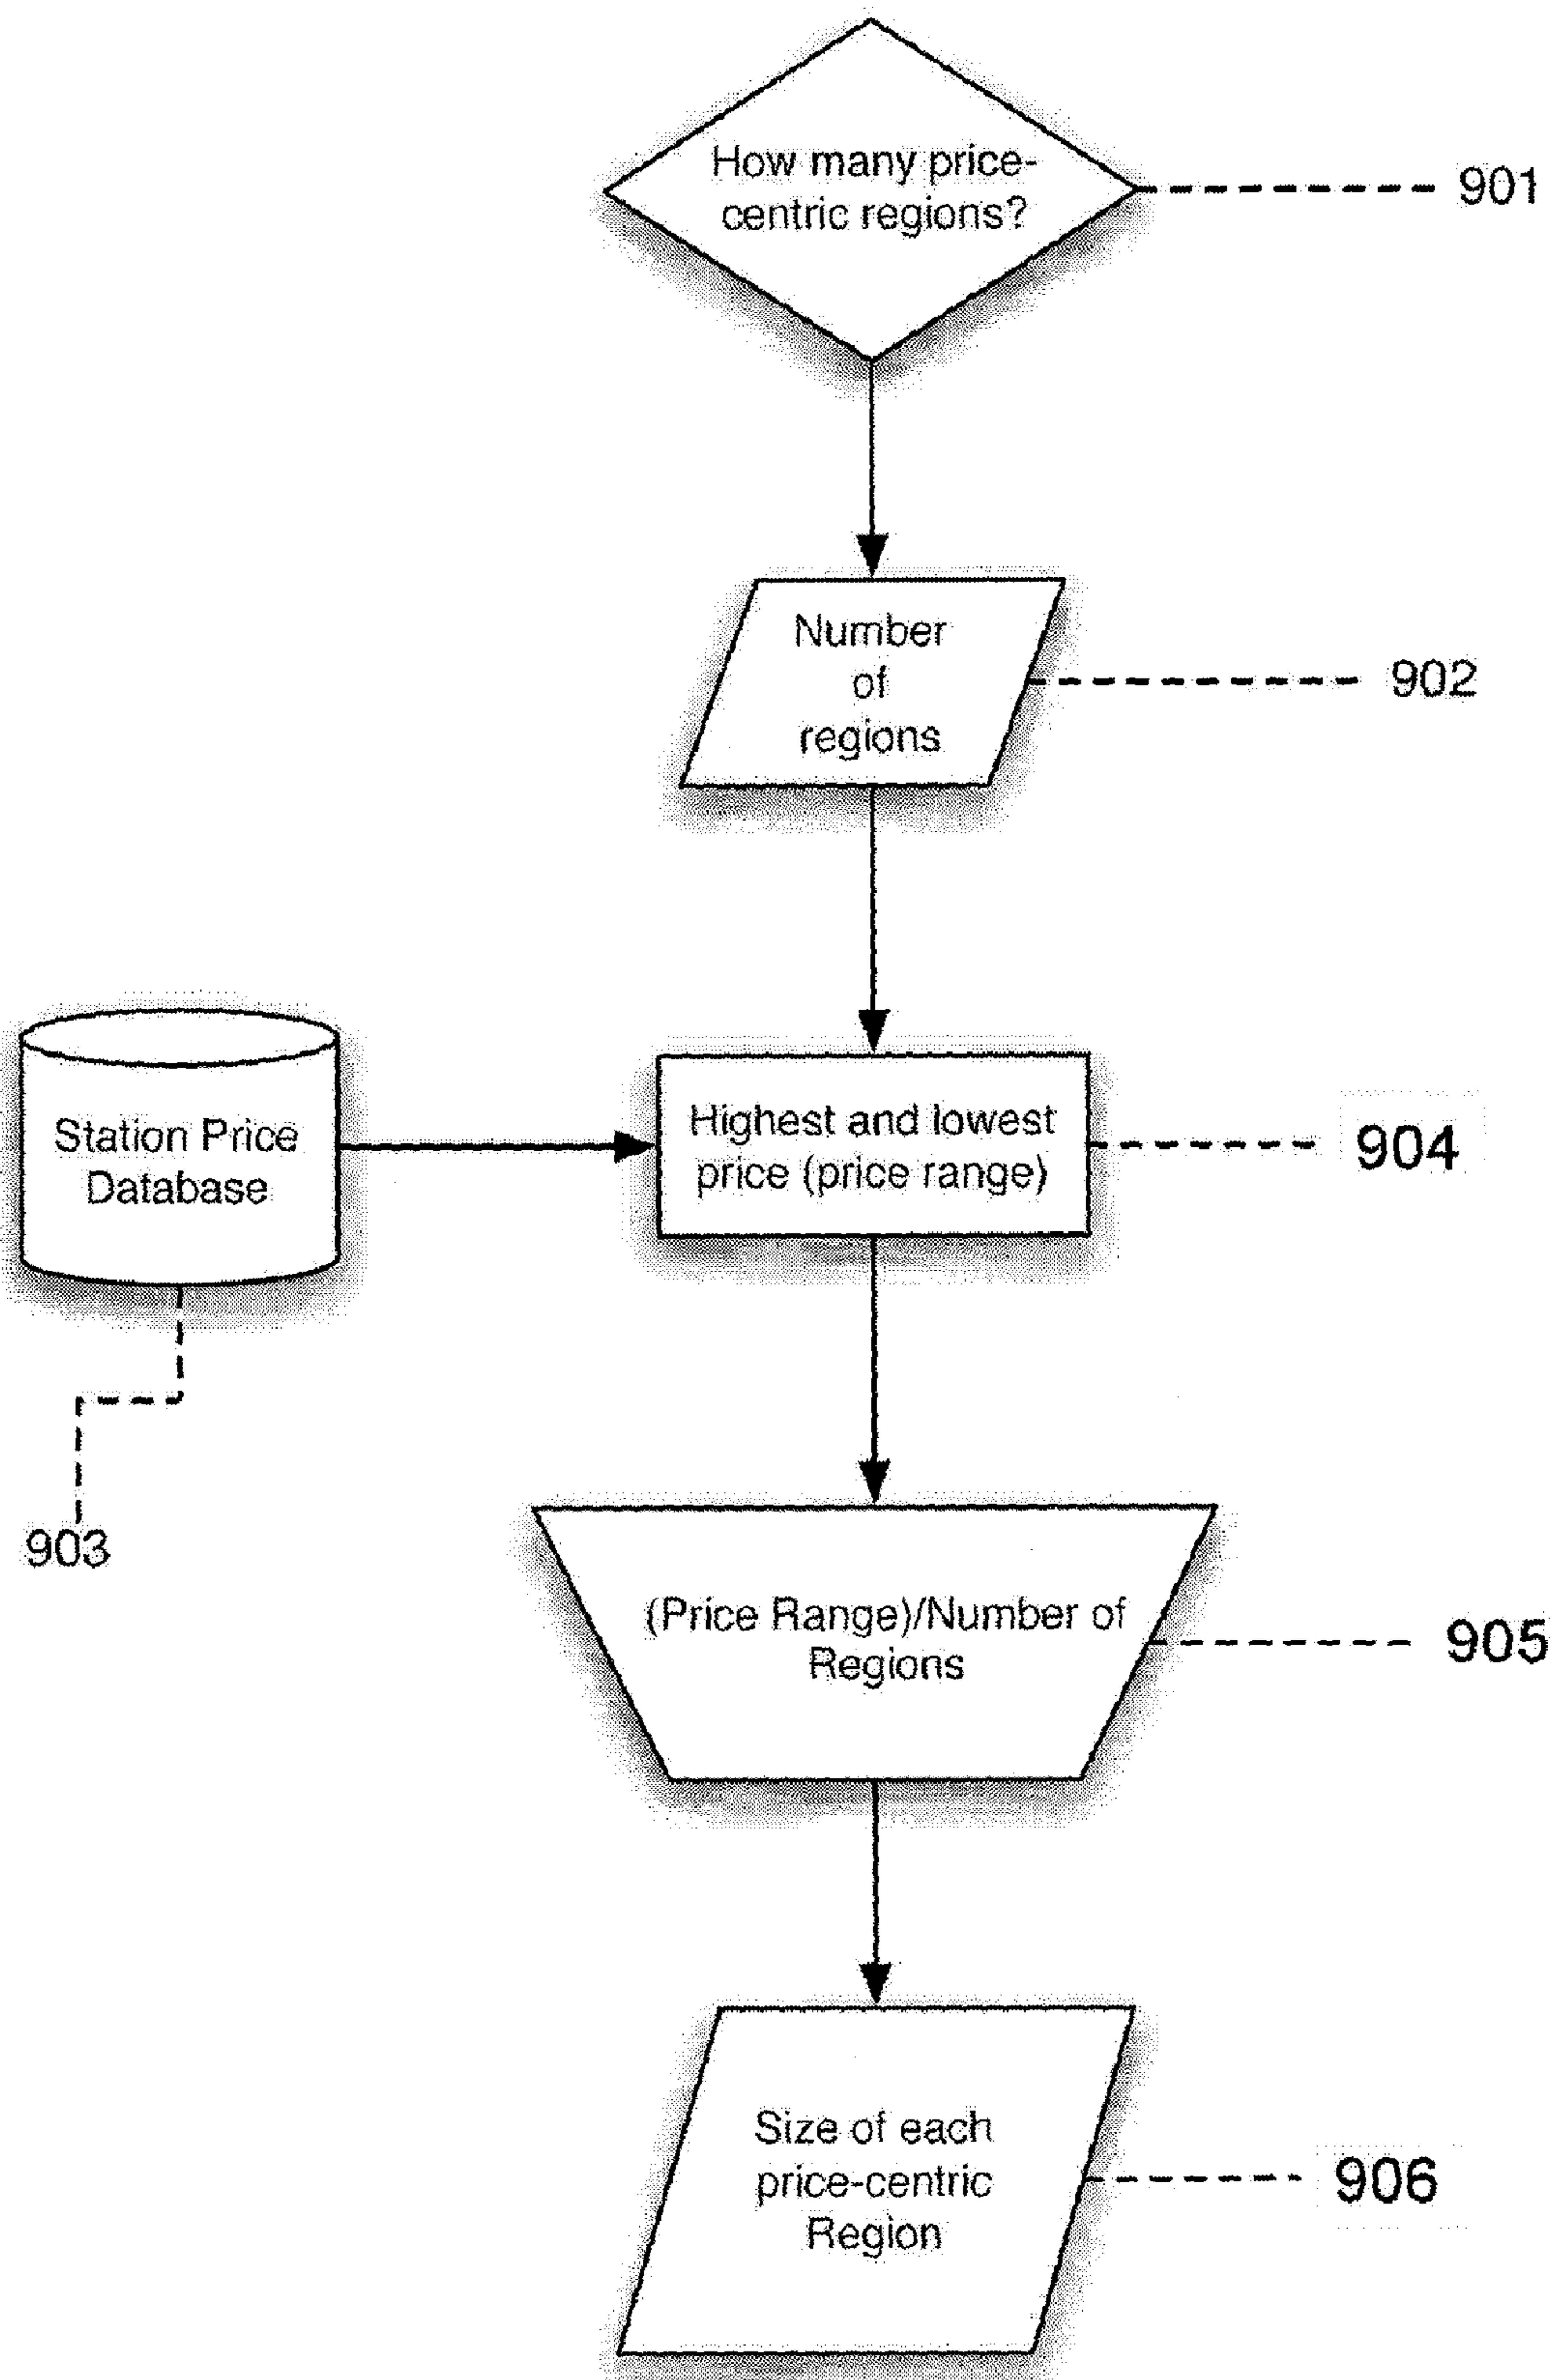 How many price-
centric regions?
901
Number
of
regions
902
Station Price
Database
903
Highest and lowest
price (price range)
904
(Price Range)/Number of
Regions
905
Size of each
price-centric
Region
906